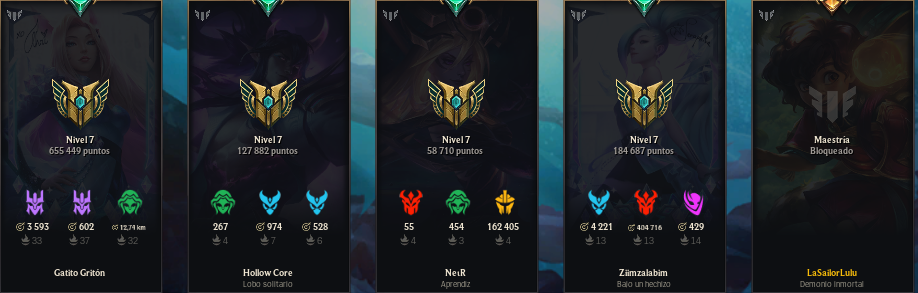 Nivel 7
655 449 puntos
3 593 602 12,74 km
33 37 32
Gatito Gritón
Nivel 7
127 882 puntos
267 974 528
4 7 6
Hollow Core
Lobo solitario
Nivel 7
58 710 puntos
55 454 162 405
4 3 4
Aprendiz
Nivel 7
184 687 puntos
4 221 404 716 429
13 13 14
Ziimzalabim
Bajo un hechizo
Maestría
Bloqueado
LaSailorLulu
Demonio inmortal